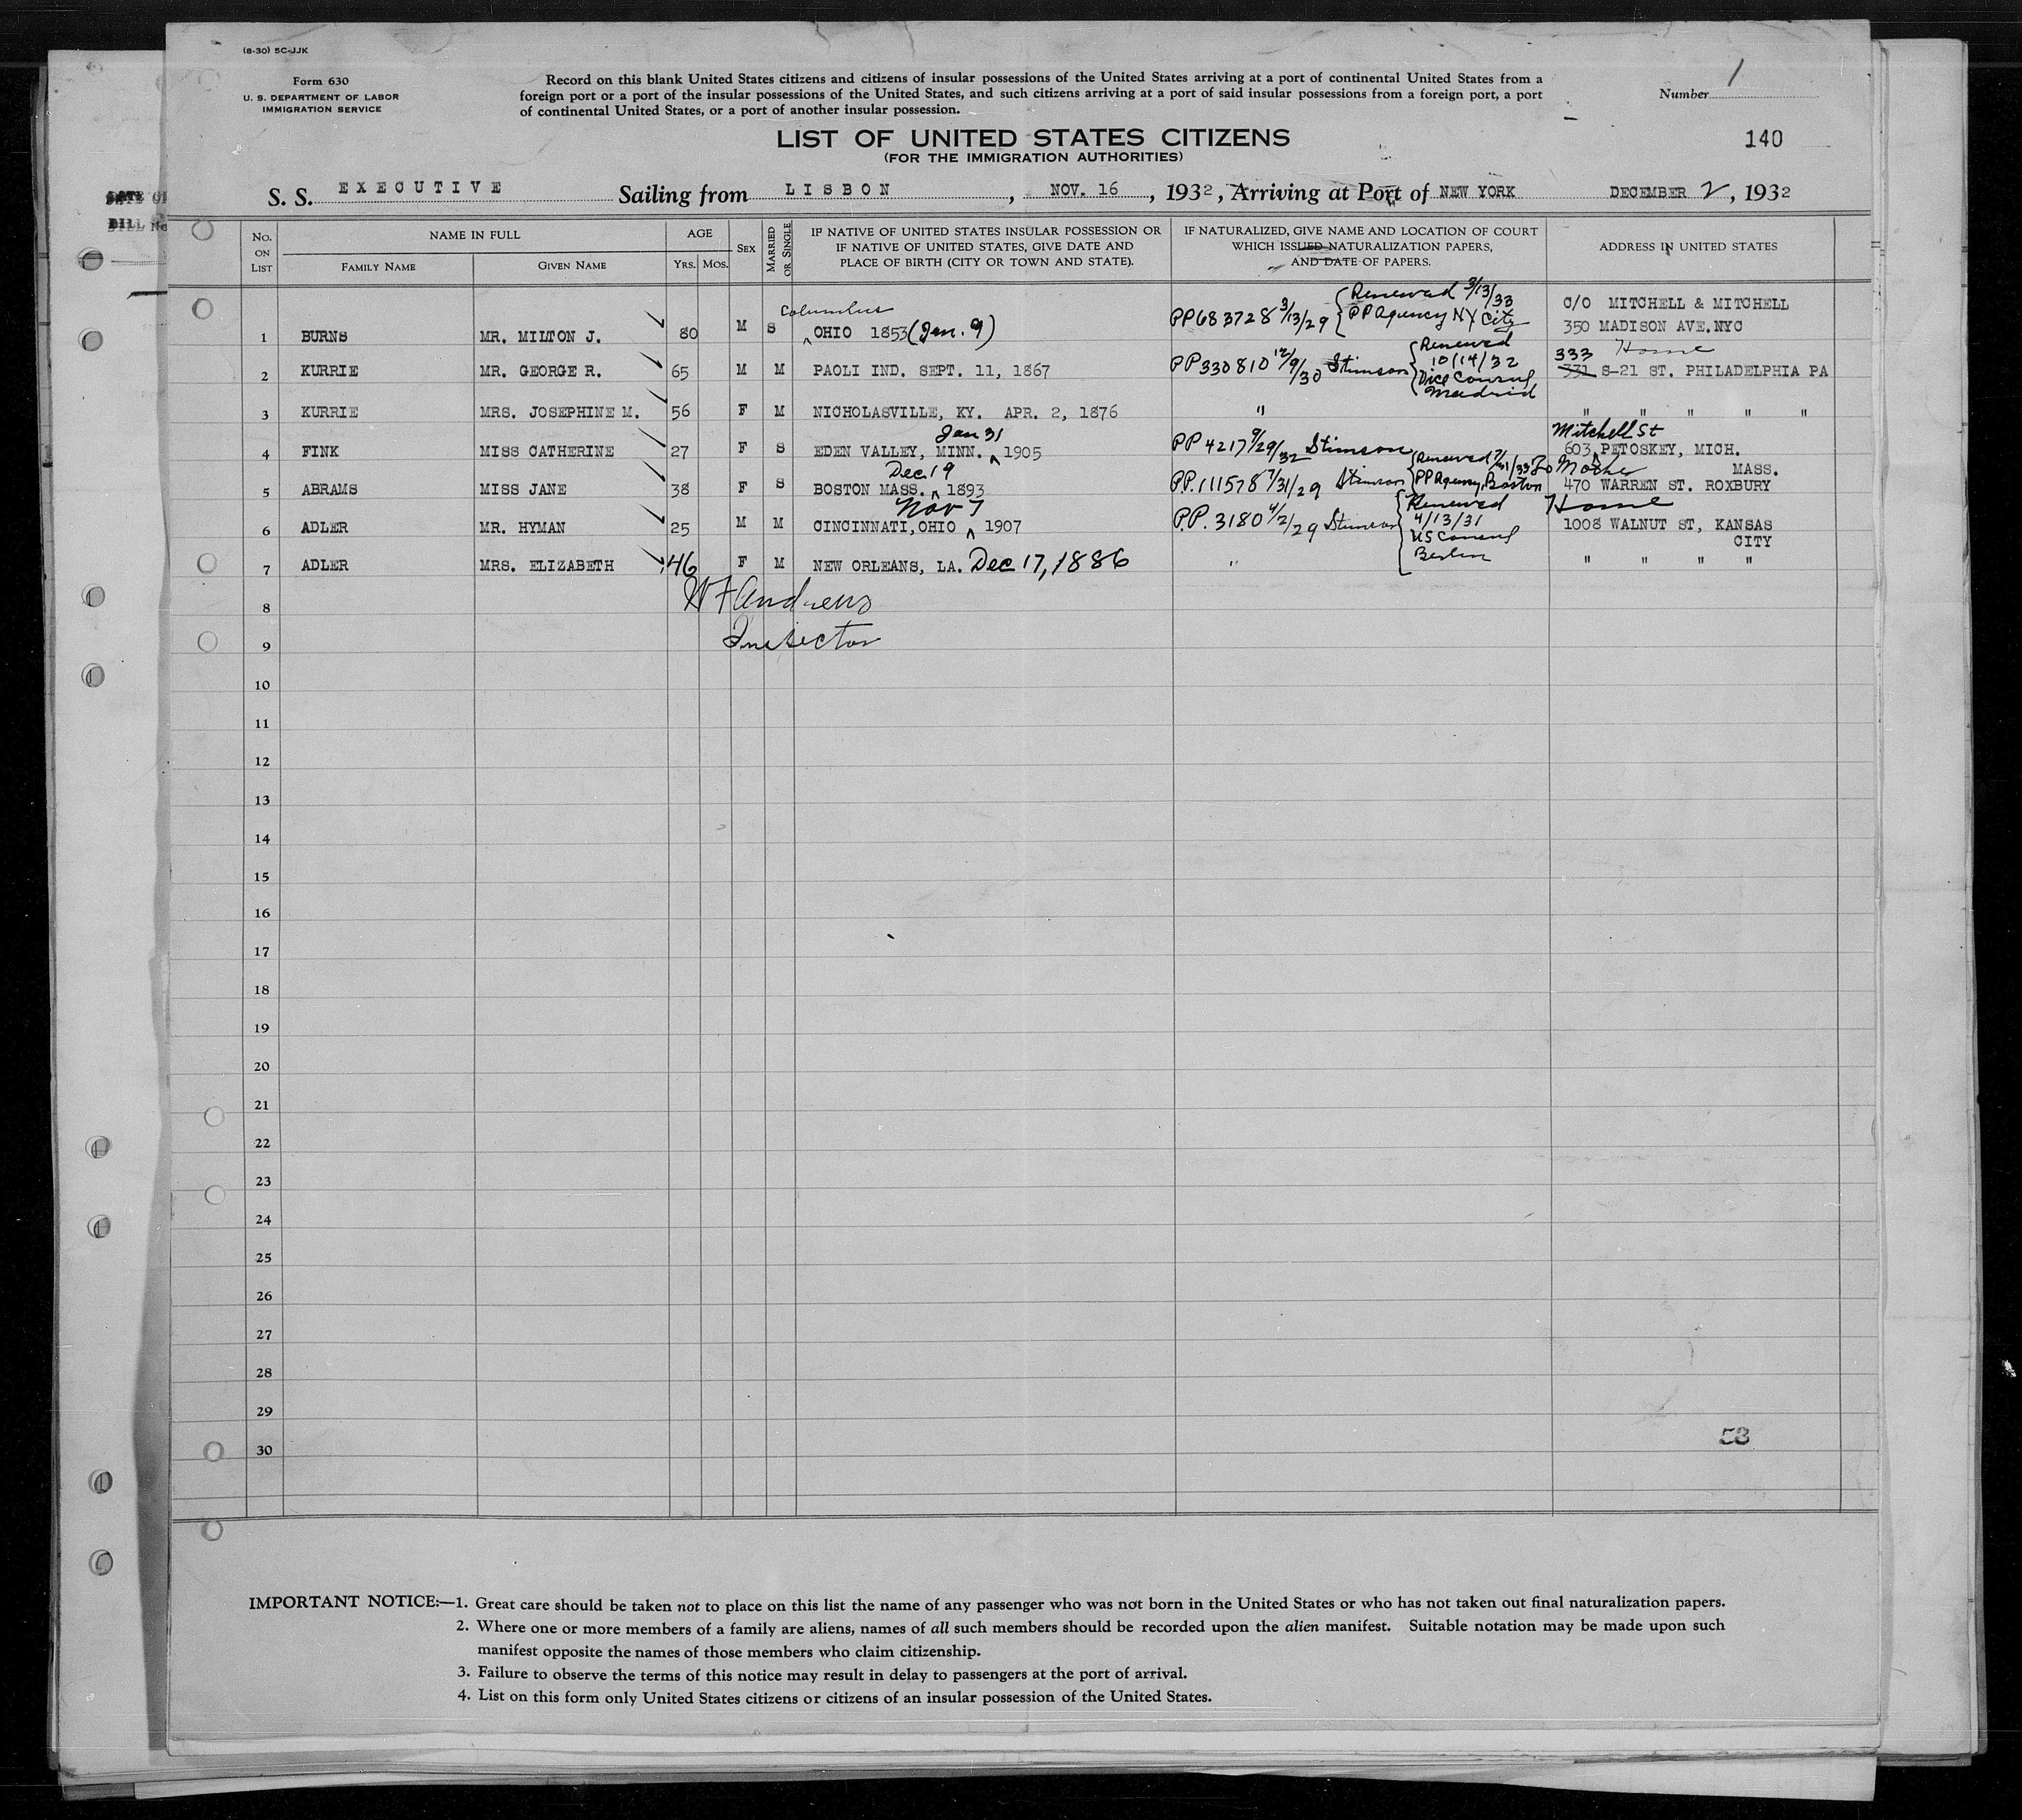 (8-30) 5C-JJK
Form 630
U. S. DEPARTMENT OF LABOR
IMMIGRATION SERVICE
Record on this blank United States citizens and citizens of insular possessions of the United States arriving at a port of continental United States from a
foreign port or a port of the insular possessions of the United States, and such citizens arriving at a port of said insular possessions from a foreign port, a port
of continental United States, or a port of another insular possession.
Number 1
LIST OF UNITED STATES CITIZENS
(FOR THE IMMIGRATION AUTHORITIES)
140
S. S. EXECUTIVE Sailing from LISBON, NOV. 16, 1932, Arriving at Port of NEW YORK DECEMBER 2, 1932
No. ON LIST
NAME IN FULL
FAMILY NAME
GIVEN NAME
AGE
YRS. MOS.
SEX
MARRIED OR SINGLE
IF NATIVE OF UNITED STATES INSULAR POSSESSION OR
IF NATIVE OF UNITED STATES, GIVE DATE AND
PLACE OF BIRTH (CITY OR TOWN AND STATE).
IF NATURALIZED, GIVE NAME AND LOCATION OF COURT
WHICH ISSUED NATURALIZATION PAPERS,
AND DATE OF PAPERS.
ADDRESS IN UNITED STATES
Columbus
1 BURNS MR. MILTON J. 80 M S OHIO 1853 (Jan. 9) PP683728 3/13/29 Renewed 3/13/33 PP Agency NY City C/O MITCHELL & MITCHELL
350 MADISON AVE.NYC
2 KURRIE MR. GEORGE R. 65 M M PAOLI IND. SEPT. 11, 1867 PP330810 12/9/30 Stimson Renewed 10/14/32 Vice Consul Madrid 333 Home
331 S-21 ST. PHILADELPHIA PA
3 KURRIE MRS. JOSEPHINE M. 56 F M NICHOLASVILLE, KY. APR. 2, 1876 " " " " " "
Jan 31 Mitchell St
4 FINK MISS CATHERINE 27 F S EDEN VALLEY, MINN. 1905 PP4217 9/29/32 Stimson 603 PETOSKEY, MICH.
Dec 19 Mother MASS.
5 ABRAMS MISS JANE 38 F S BOSTON MASS. 1893 PP.111578 7/31/29 Stimson Renewed 7/31/33 PP Agency, Boston 470 WARREN ST. ROXBURY
Nov 7 Home
6 ADLER MR. HYMAN 25 M M CINCINNATI,OHIO 1907 PP. 3180 4/2/29 Stimson Renewed 4/13/31 US Consul Berlin 1008 WALNUT ST, KANSAS
CITY
7 ADLER MRS. ELIZABETH 46 F M NEW ORLEANS, LA. Dec 17, 1886 " " " " "
8 W F Andrews
9 Inspector
10
11
12
13
14
15
16
17
18
19
20
21
22
23
24
25
26
27
28
29
58
30
IMPORTANT NOTICE:—1. Great care should be taken not to place on this list the name of any passenger who was not born in the United States or who has not taken out final naturalization papers.
2. Where one or more members of a family are aliens, names of all such members should be recorded upon the alien manifest. Suitable notation may be made upon such
manifest opposite the names of those members who claim citizenship.
3. Failure to observe the terms of this notice may result in delay to passengers at the port of arrival.
4. List on this form only United States citizens or citizens of an insular possession of the United States.